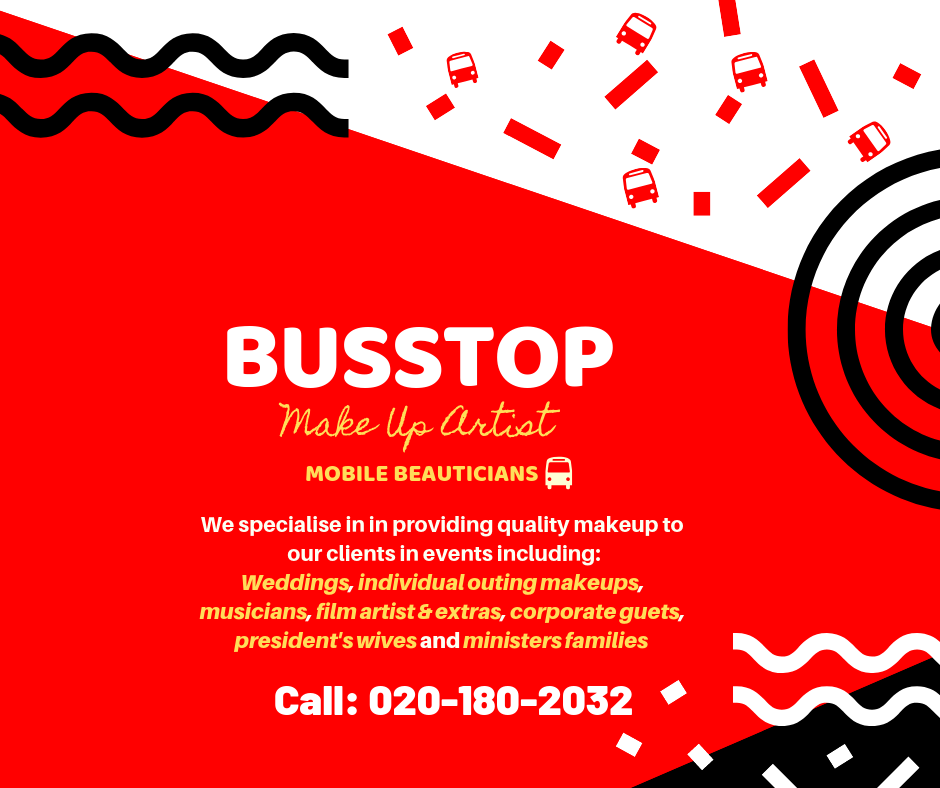 BUSSTOP
Make Up Artist
MOBILE BEAUTICIANS
We specialise in in providing quality makeup to
our clients in events including:
Weddings, individual outing makeups,
musicians, film artist & extras, corporate guets,
president's wives and ministers families
Call: 020-180-2032